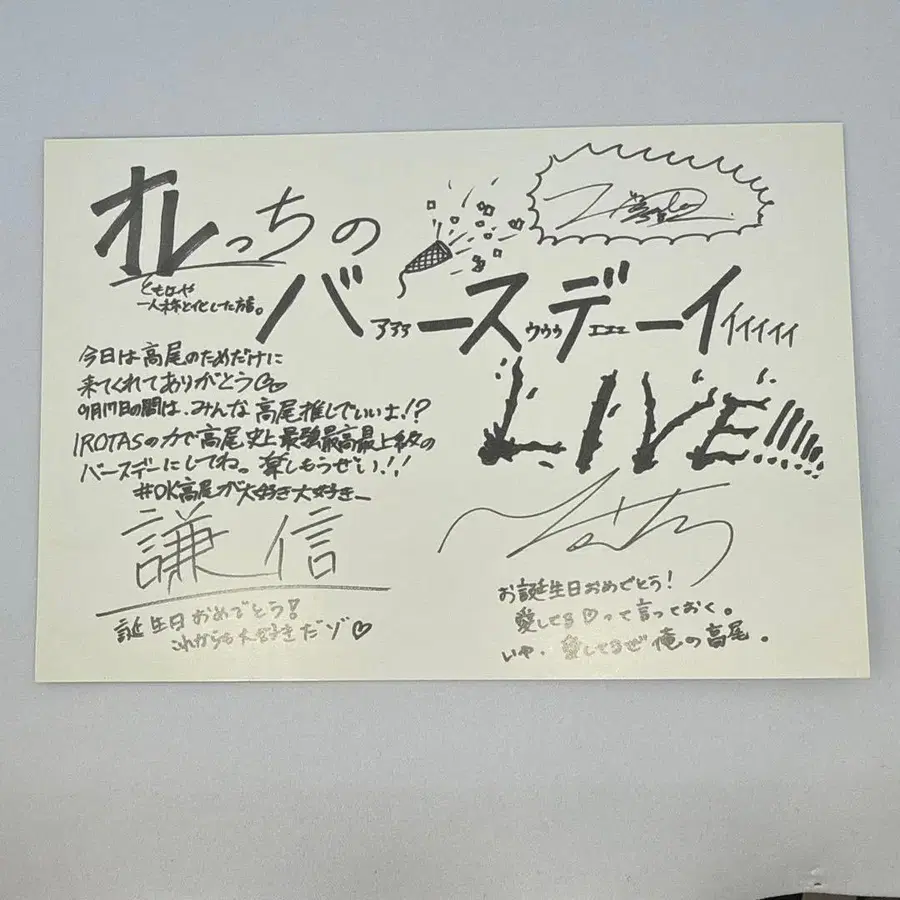 オレっちの
ともはや
一人称と化した方言。
バァァァースゥゥゥデェェェーイイイイイイ
LIVE!!!!!
今日は高尾のためだけに
来てくれてありがとう
9月17日の間は、みんな高尾推しでいいよ!?
IROTASの力で高尾史上最強最高最上級の
バースデーにしてね。楽しもうぜい!!
#OK高尾が大好き大好き
謙信
誕生日おめでとう!
これからも大好きだゾ♡
お誕生日おめでとう!
愛してる♡って言っておく。
いや、愛してるぜ俺の高尾。